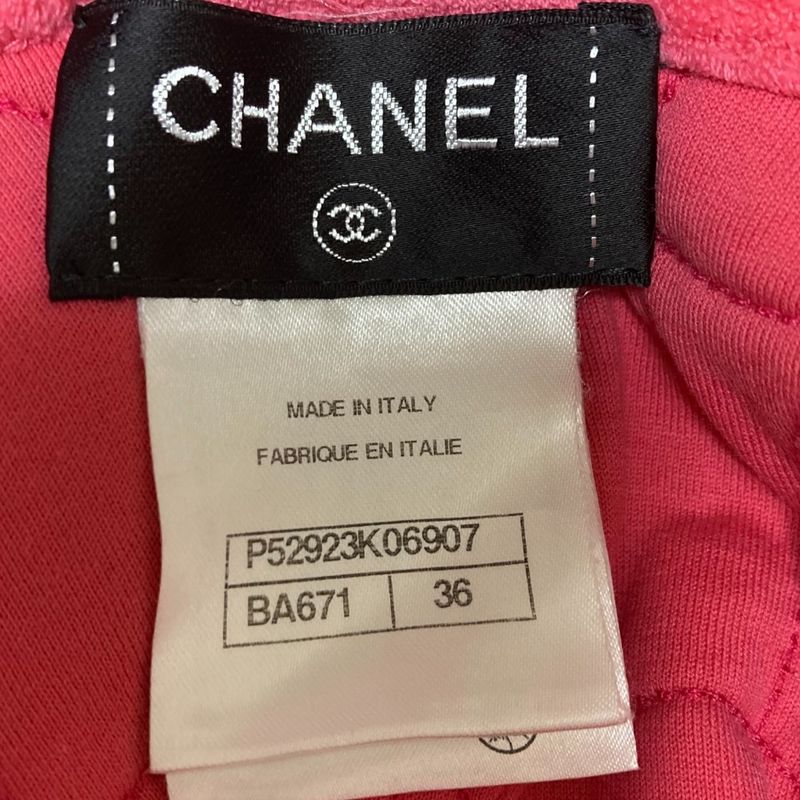 CHANEL
MADE IN ITALY
FABRIQUE EN ITALIE
P52923K06907
BA671 36